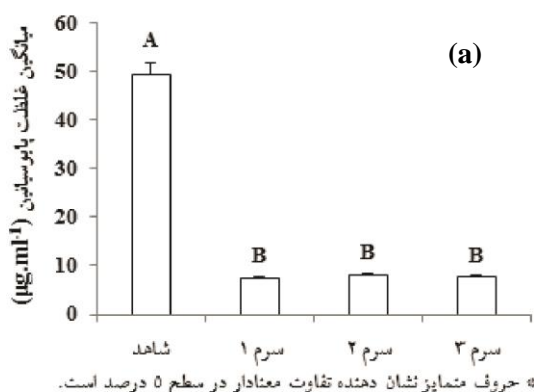 میانگین غلظت پابوسیانین (µg.ml-1)
(a)
60
50
40
30
20
10
0
A
B
B
B
شاهد
سرم ۱
سرم ۲
سرم ۳
* حروف متمایز نشان دهنده تفاوت معنادار در سطح ۵ درصد است.